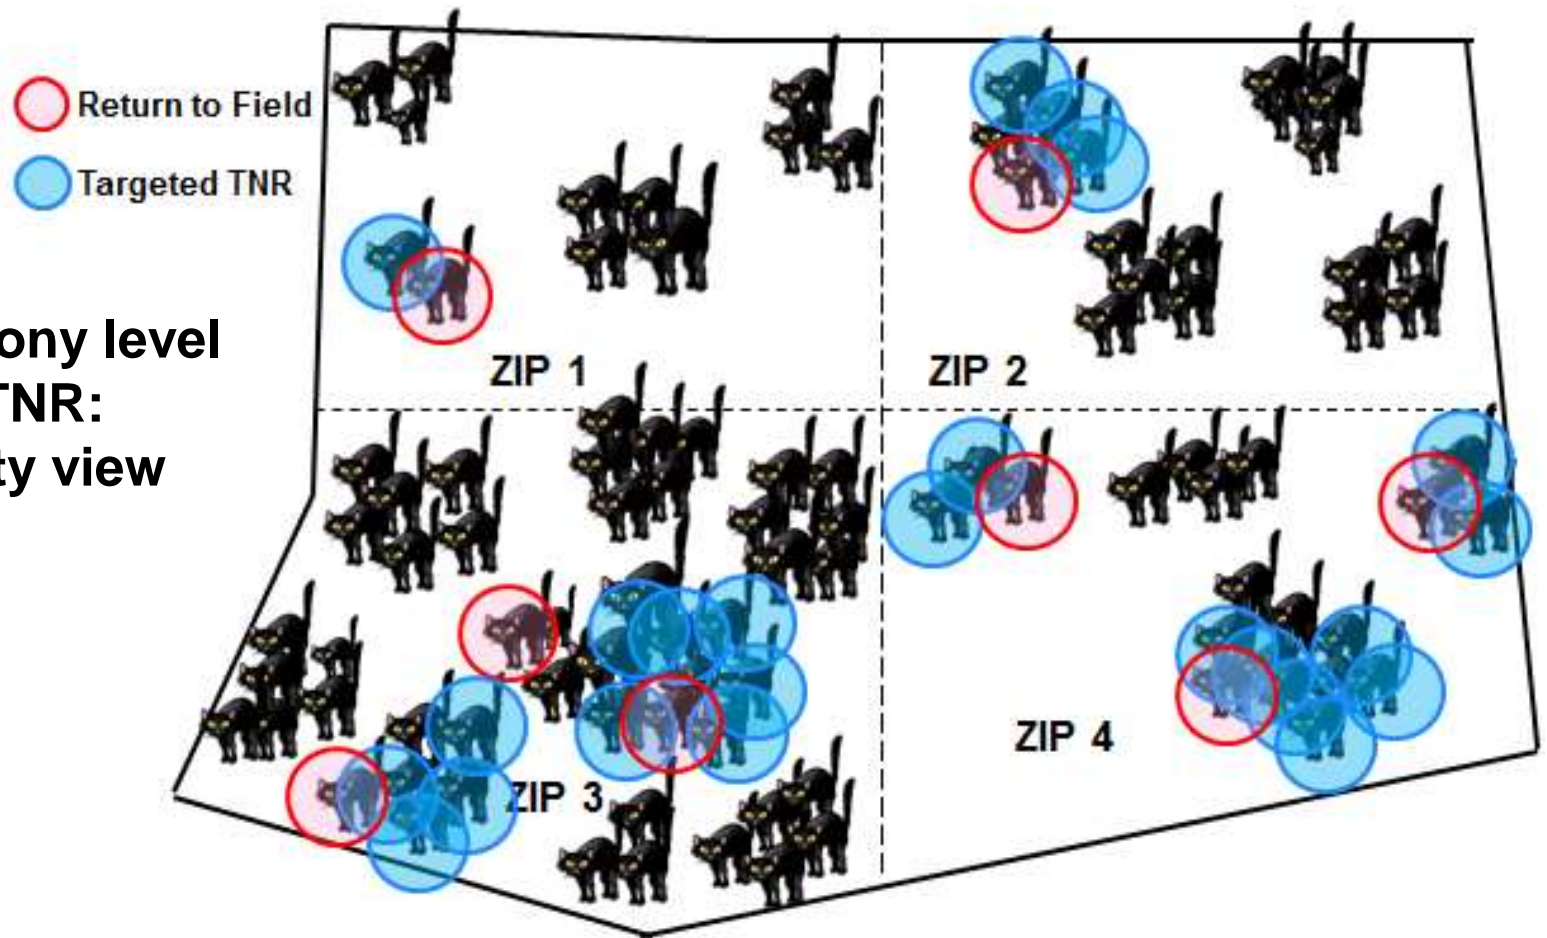 Return to Field
Targeted TNR
ony level
TNR:
ty view
ZIP 1
ZIP 2
ZIP 3
ZIP 4